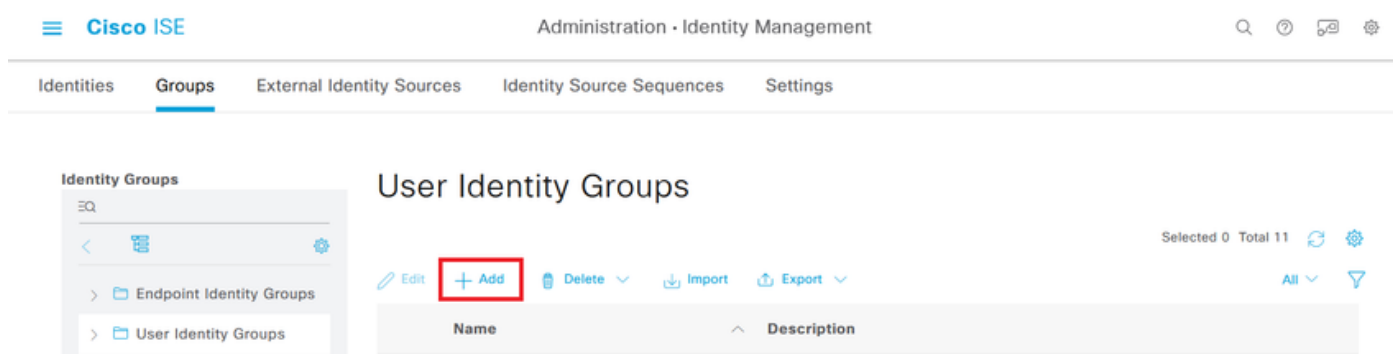 Cisco ISE
Administration · Identity Management
Identities Groups External Identity Sources Identity Source Sequences Settings
Identity Groups
Endpoint Identity Groups
User Identity Groups
User Identity Groups
Selected 0 Total 11
Edit Add Delete Import Export All
Name Description